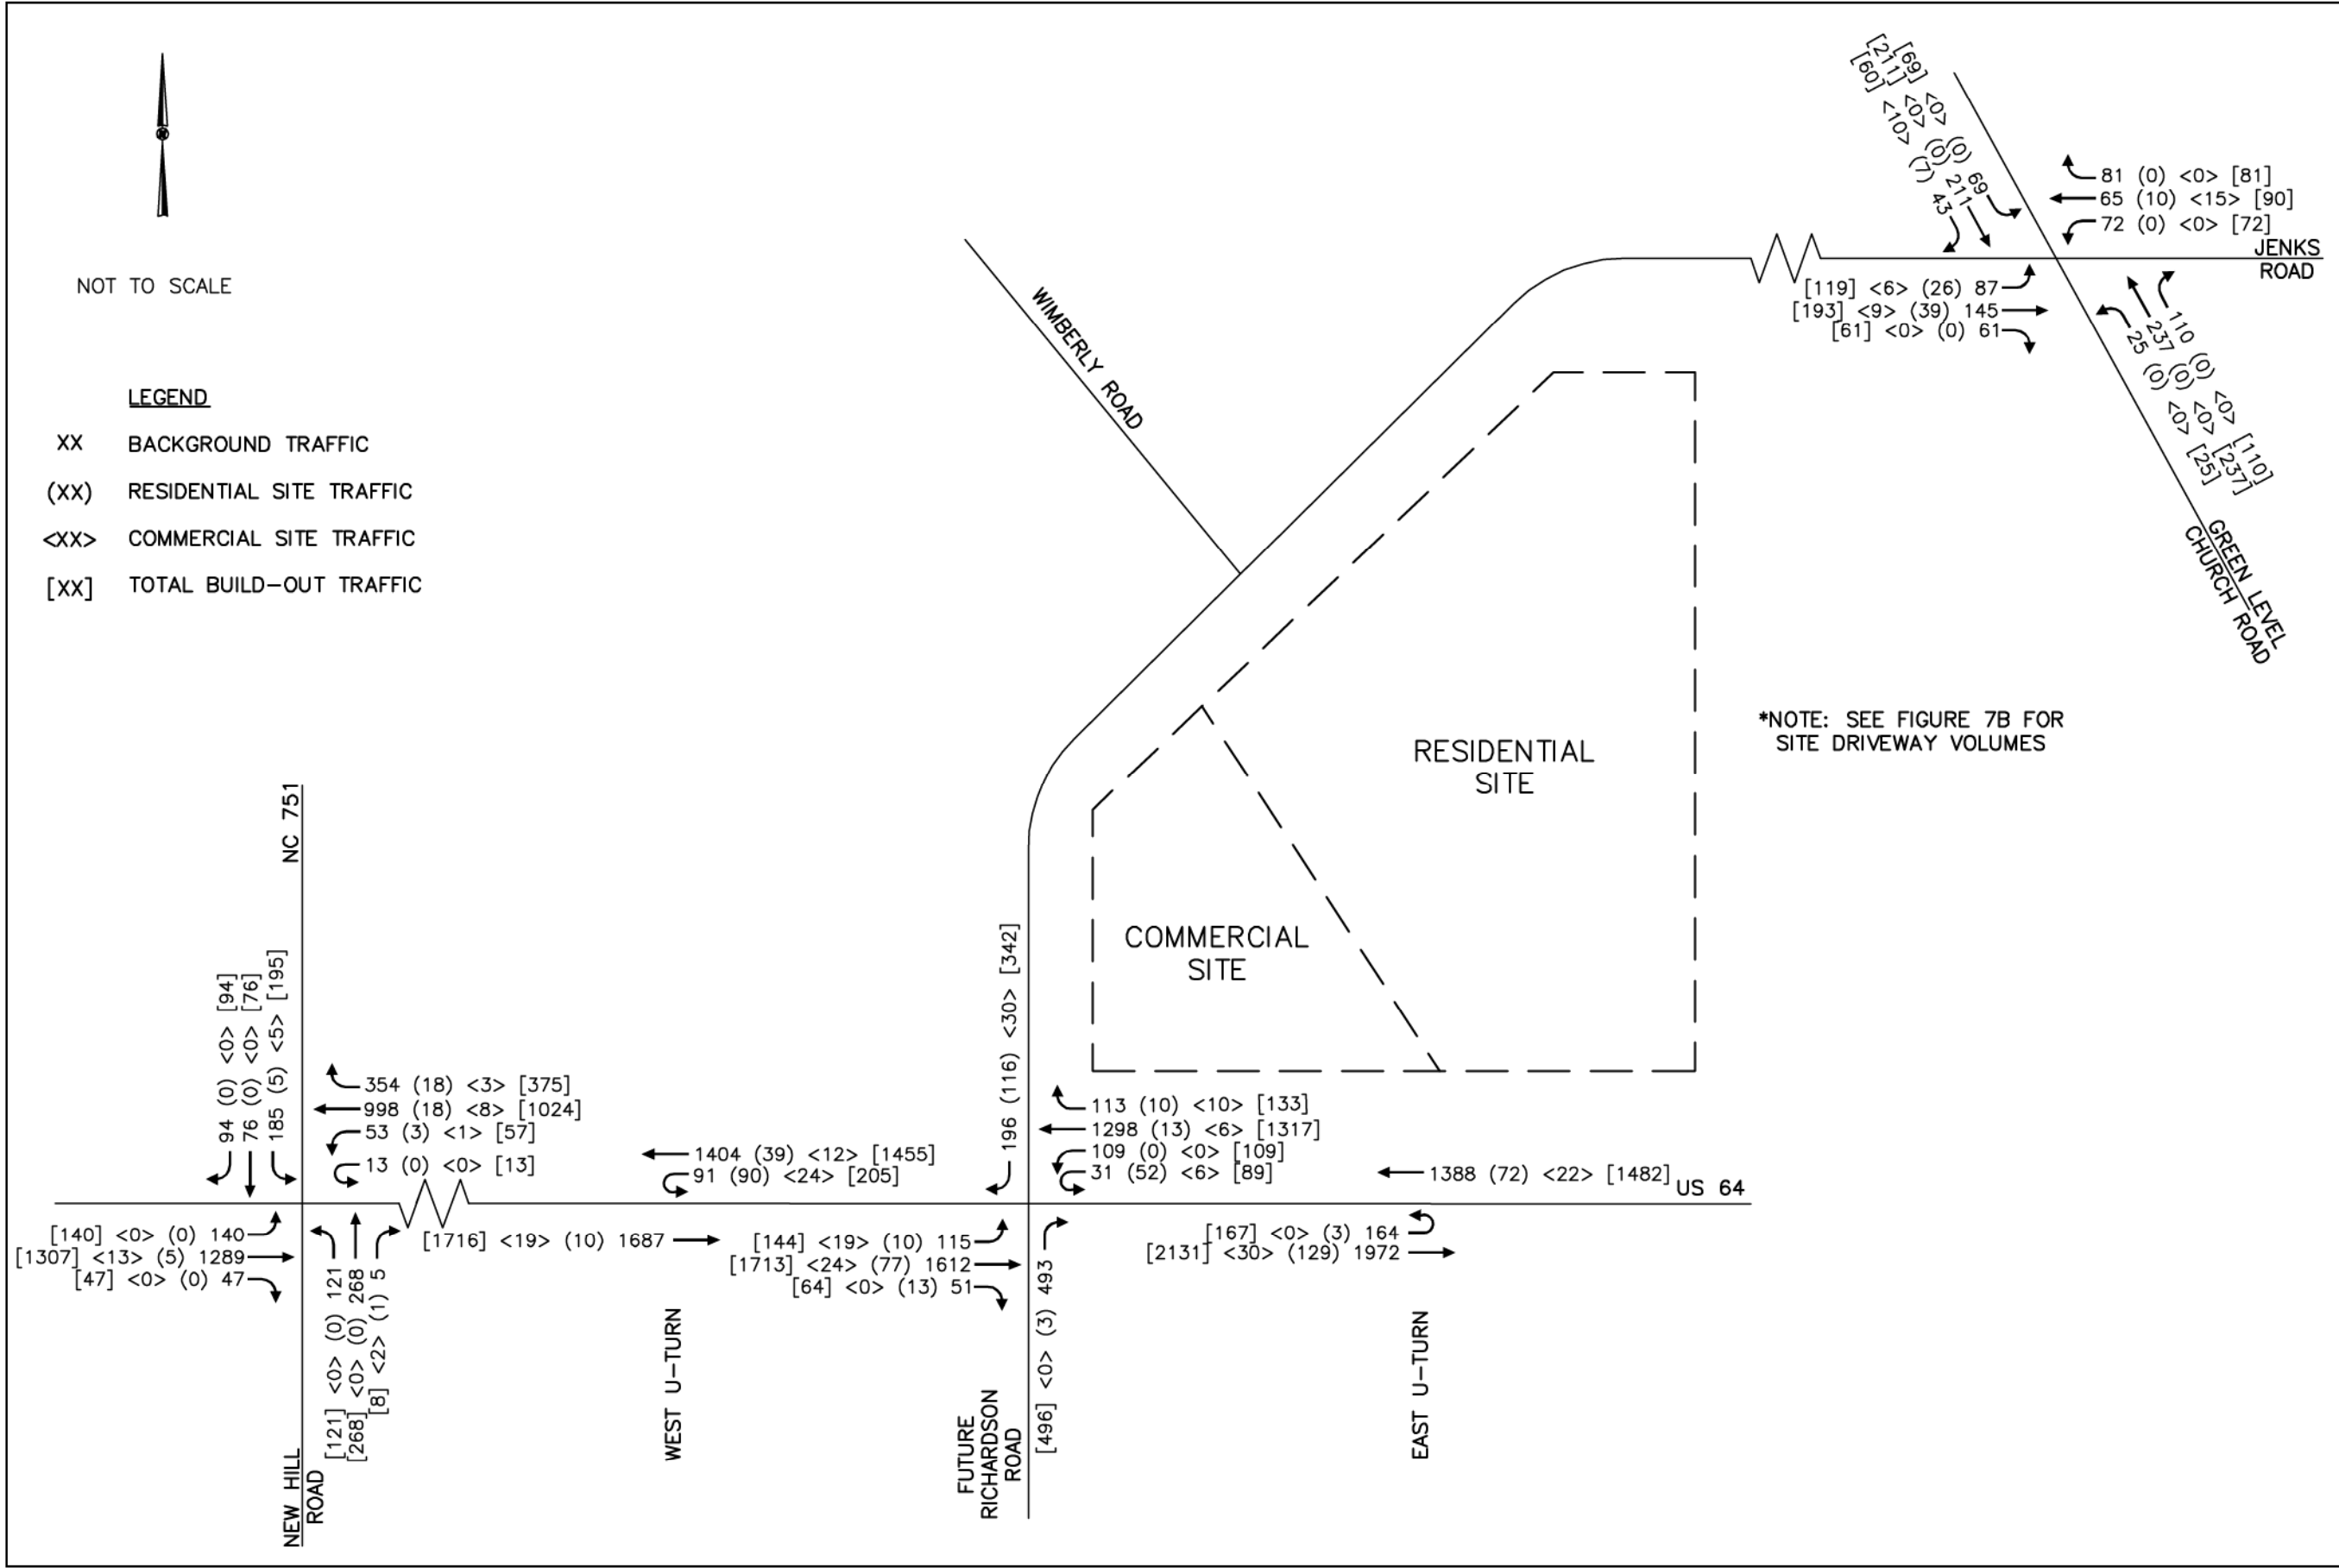 NOT TO SCALE
LEGEND
XX BACKGROUND TRAFFIC
(XX) RESIDENTIAL SITE TRAFFIC
<XX> COMMERCIAL SITE TRAFFIC
[XX] TOTAL BUILD-OUT TRAFFIC
WIMBERLY ROAD
[69] <0> (0) 69
[211] <0> (0) 211
[60] <10> (7) 43
81 (0) <0> [81]
65 (10) <15> [90]
72 (0) <0> [72]
JENKS
ROAD
[119] <6> (26) 87
[193] <9> (39) 145
[61] <0> (0) 61
110 (0) <0> [110]
237 (0) <0> [237]
25 (0) <0> [25]
GREEN LEVEL
CHURCH ROAD
RESIDENTIAL
SITE
*NOTE: SEE FIGURE 7B FOR
SITE DRIVEWAY VOLUMES
COMMERCIAL
SITE
NC 751
94 (0) <0> [94]
76 (0) <0> [76]
185 (5) <5> [195]
354 (18) <3> [375]
998 (18) <8> [1024]
53 (3) <1> [57]
13 (0) <0> [13]
1404 (39) <12> [1455]
91 (90) <24> [205]
196 (116) <30> [342]
113 (10) <10> [133]
1298 (13) <6> [1317]
109 (0) <0> [109]
31 (52) <6> [89]
1388 (72) <22> [1482]
US 64
[140] <0> (0) 140
[1307] <13> (5) 1289
[47] <0> (0) 47
[121] <0> (0) 121
[268] <0> (0) 268
[8] <2> (1) 5
[1716] <19> (10) 1687
[144] <19> (10) 115
[1713] <24> (77) 1612
[64] <0> (13) 51
[496] <0> (3) 493
[167] <0> (3) 164
[2131] <30> (129) 1972
NEW HILL
ROAD
WEST U-TURN
FUTURE
RICHARDSON
ROAD
EAST U-TURN